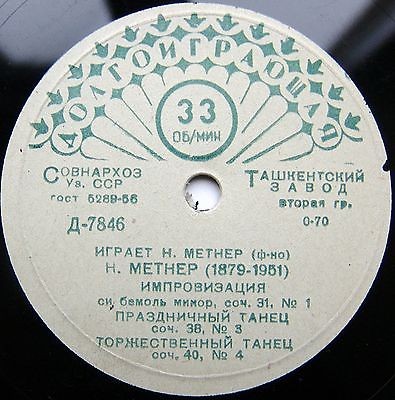 ДОЛГОИГРАЮЩАЯ
33
ОБ/МИН
СОВНАРХОЗ
Уз. ССР
ГОСТ 5289-56
ТАШКЕНТСКИЙ
ЗАВОД
ВТОРАЯ ГР.
Д-7846
0-70
ИГРАЕТ Н. МЕТНЕР (ф-но)
Н. МЕТНЕР (1879-1951)
ИМПРОВИЗАЦИЯ
си бемоль минор, соч. 31, № 1
ПРАЗДНИЧНЫЙ ТАНЕЦ
соч. 38, № 3
ТОРЖЕСТВЕННЫЙ ТАНЕЦ
соч. 40, № 4